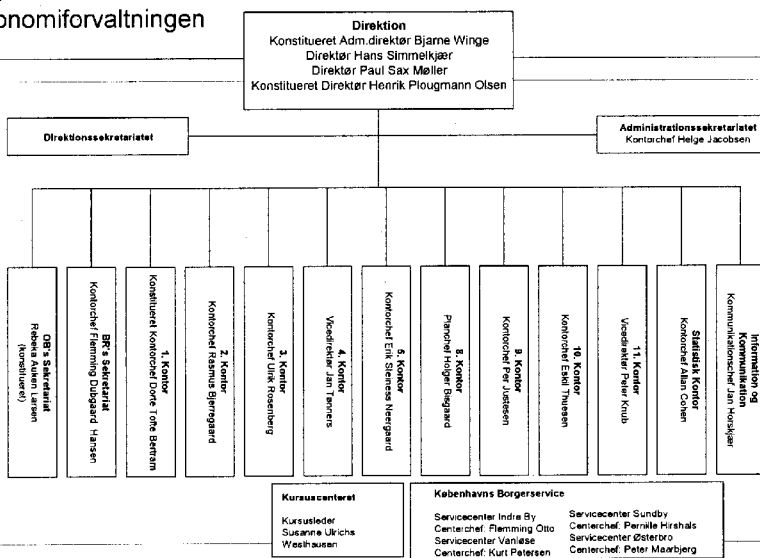 onomiforvaltningen
Direktion
Konstitueret Adm.direktør Bjarne Winge
Direktør Hans Simmelkjær
Direktør Paul Sax Møller
Konstitueret Direktør Henrik Plougmann Olsen
Direktionssekretariatet
Administrationssekretariatet
Kontorchef Helge Jacobsen
OB's Sekretariat
Rebeka Auken Larsen
(konstitueret)
BR's Sekretariat
Kontorchef Flemming Dubgaard Hansen
1. Kontor
Konstitueret Kontorchef Dorte Tofte Bertram
2. Kontor
Kontorchef Rasmus Bjerregaard
3. Kontor
Kontorchef Ulrik Rosenberg
4. Kontor
Vicedirektør Jan Tønners
5. Kontor
Kontorchef Erik Steiness Neergaard
8. Kontor
Planchef Holger Bisgaard
9. Kontor
Kontorchef Per Justesen
10. Kontor
Kontorchef Eskil Thuesen
11. Kontor
Vicedirektør Peter Knub
Statistisk Kontor
Kontorchef Allan Cohen
Information og
Kommunikation
Kommunikationschef Jan Horskjær
Kursuscenteret
Kursusleder
Susanne Ulrichs
Westhausen
Københavns Borgerservice
Servicecenter Indre By
Centerchef: Flemming Otto
Servicecenter Vanløse
Centerchef: Kurt Petersen
Servicecenter Sundby
Centerchef: Pernille Hirshals
Servicecenter Østerbro
Centerchef: Peter Maarbjerg